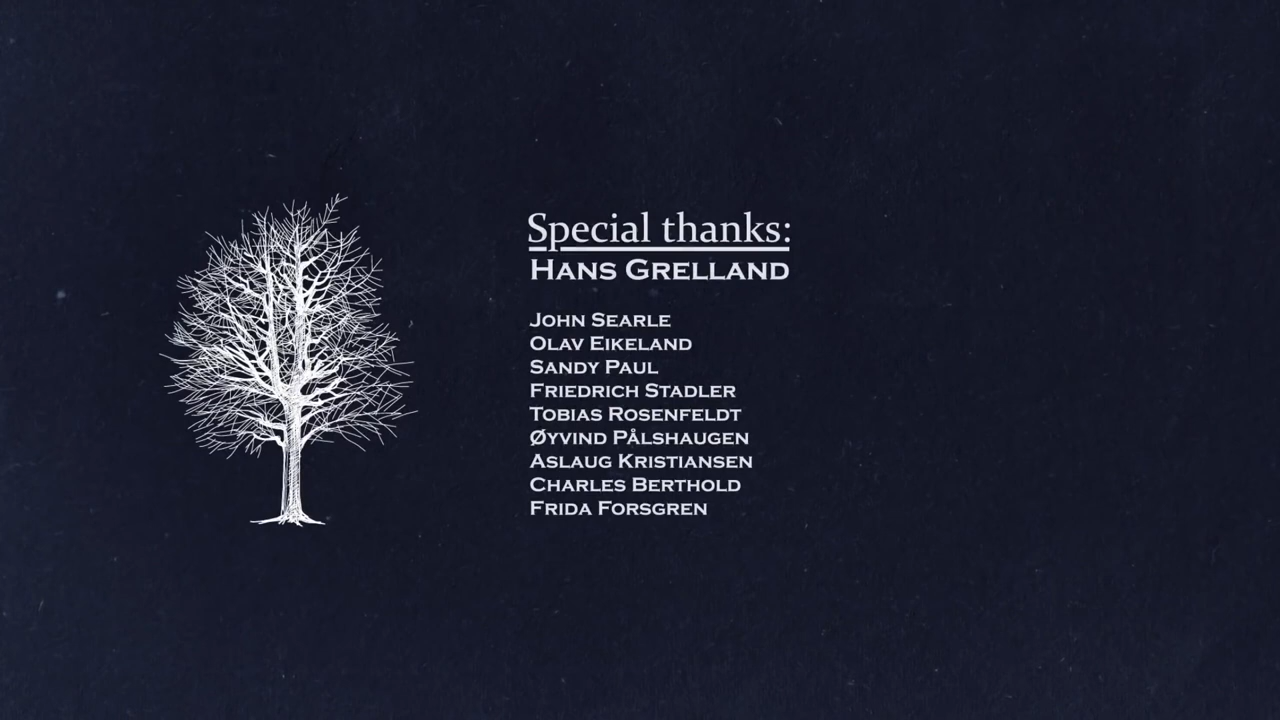 Special thanks:
Hans Grelland
John Searle
Olav Eikeland
Sandy Paul
Friedrich Stadler
Tobias Rosenfeldt
Øyvind Pålshaugen
Aslaug Kristiansen
Charles Berthold
Frida Forsgren